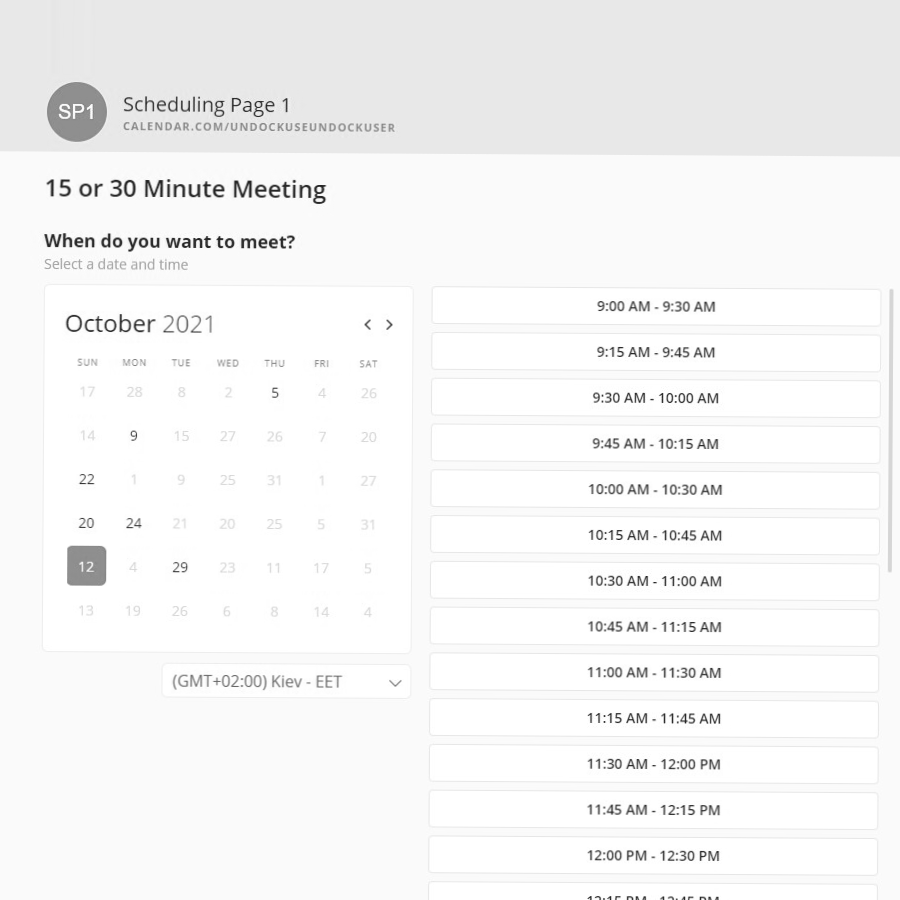 SP1
Scheduling Page 1
CALENDAR.COM/UNDOCKUSEUNDOCKUSER
15 or 30 Minute Meeting
When do you want to meet?
Select a date and time
October 2021 < >
SUN MON TUE WED THU FRI SAT
17 28 8 2 5 4 26
14 9 15 27 26 7 20
22 1 9 25 31 1 27
20 24 21 20 25 5 31
12 4 29 23 11 17 5
13 19 26 6 8 14 4
(GMT+02:00) Kiev - EET
9:00 AM - 9:30 AM
9:15 AM - 9:45 AM
9:30 AM - 10:00 AM
9:45 AM - 10:15 AM
10:00 AM - 10:30 AM
10:15 AM - 10:45 AM
10:30 AM - 11:00 AM
10:45 AM - 11:15 AM
11:00 AM - 11:30 AM
11:15 AM - 11:45 AM
11:30 AM - 12:00 PM
11:45 AM - 12:15 PM
12:00 PM - 12:30 PM
12:15 PM - 12:45 PM